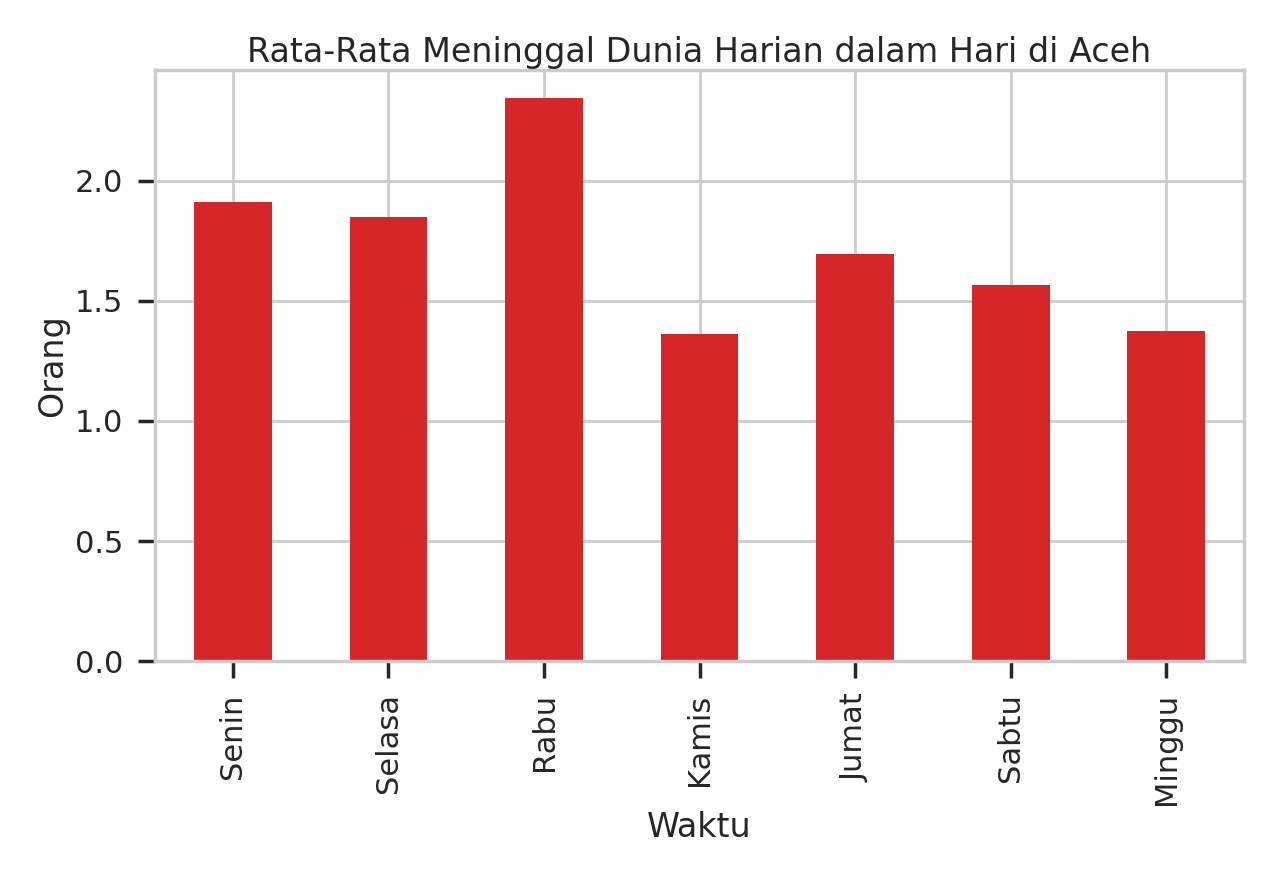 Rata-Rata Meninggal Dunia Harian dalam Hari di Aceh
Orang
2.0
1.5
1.0
0.5
0.0
Senin
Selasa
Rabu
Kamis
Jumat
Sabtu
Minggu
Waktu